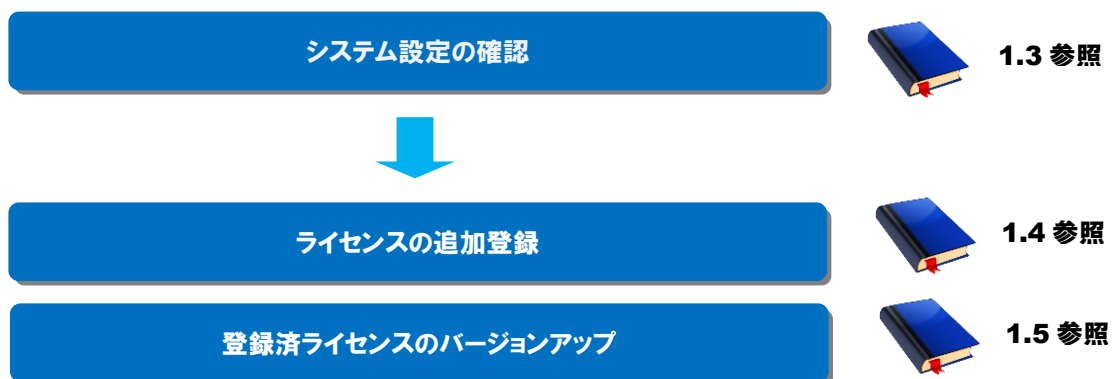 システム設定の確認
1.3 参照
ライセンスの追加登録
1.4 参照
登録済ライセンスのバージョンアップ
1.5 参照